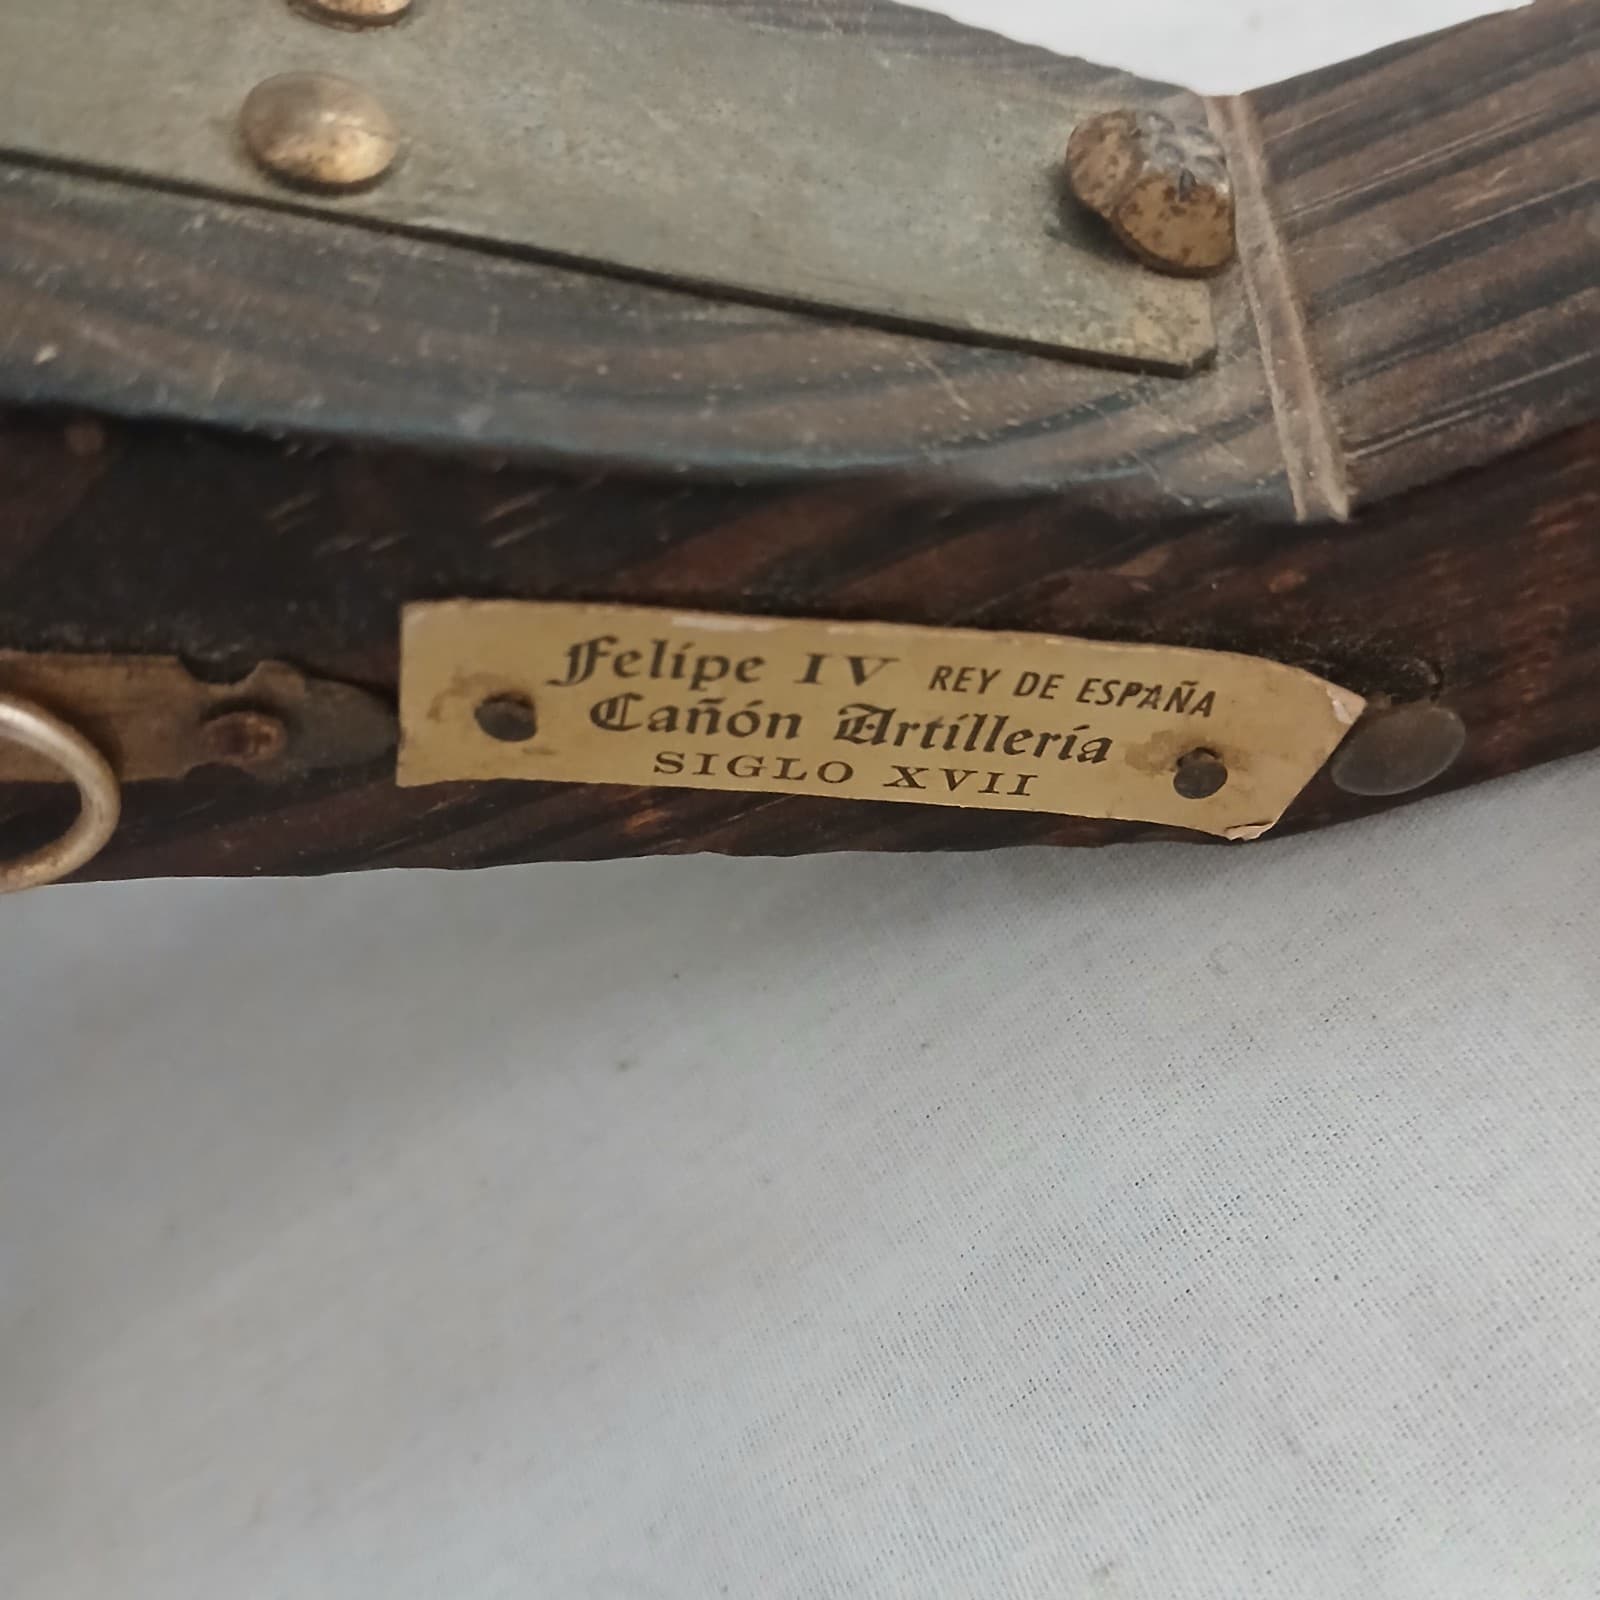 Felipe IV REY DE ESPAÑA
Cañón Artillería
SIGLO XVII